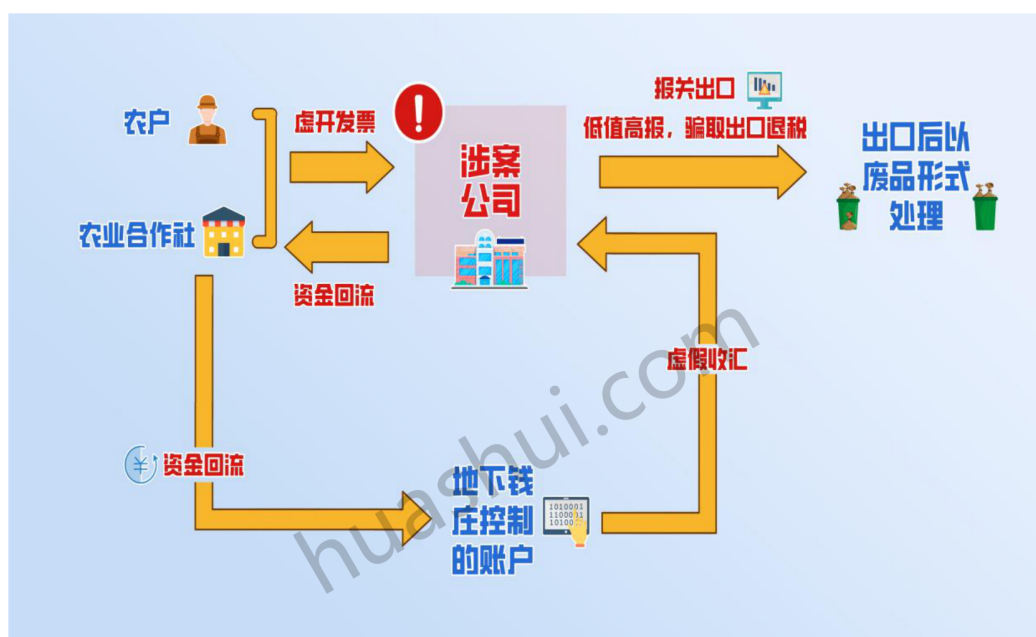 报关出口
农户
虚开发票
低值高报，骗取出口退税
涉案
公司
出口后以
废品形式
处理
农业合作社
资金回流
虚假收汇
¥
资金回流
地下钱
庄控制
的账户
1010001
1100001
huashui.com